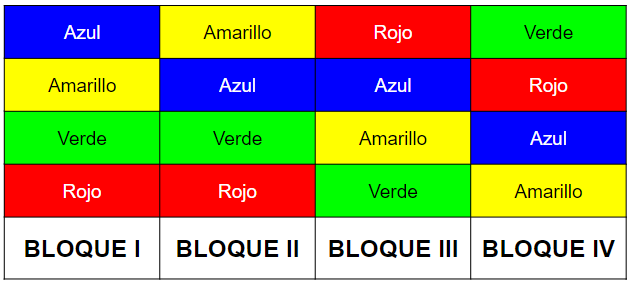 Azul Amarillo Rojo Verde
Amarillo Azul Azul Rojo
Verde Verde Amarillo Azul
Rojo Rojo Verde Amarillo
BLOQUE I BLOQUE II BLOQUE III BLOQUE IV